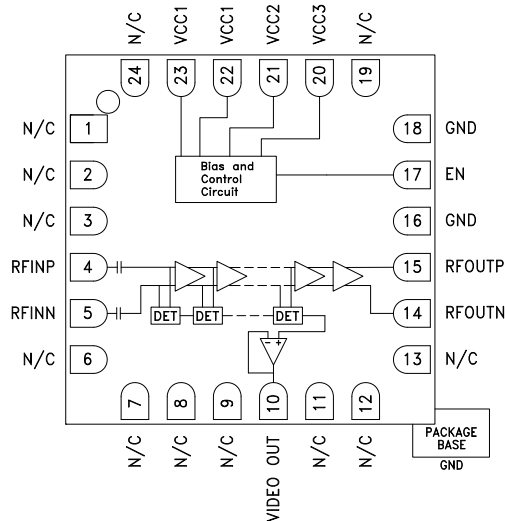 N/C
VCC1
VCC1
VCC2
VCC3
N/C
24
23
22
21
20
19
N/C 1
18 GND
N/C 2
Bias and
Control
Circuit
17 EN
N/C 3
16 GND
RFINP 4
15 RFOUTP
RFINN 5
DET
DET
DET
14 RFOUTN
- +
N/C 6
13 N/C
7
8
9
10
11
12
N/C
N/C
N/C
VIDEO OUT
N/C
N/C
PACKAGE
BASE
GND